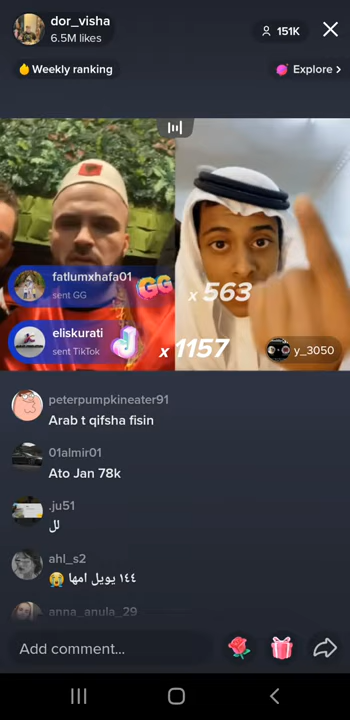 dor_visha
6.5M likes
151K
Weekly ranking
Explore >
fatlumxhafa01
sent GG
GG
x 563
eliskurati
sent TikTok
x 1157
y_3050
peterpumpkineater91
Arab t qifsha fisin
01almir01
Ato Jan 78k
.ju51
لل
ahl_s2
١٤٤ يويل امها 😭
anna_anula_29
Add comment...